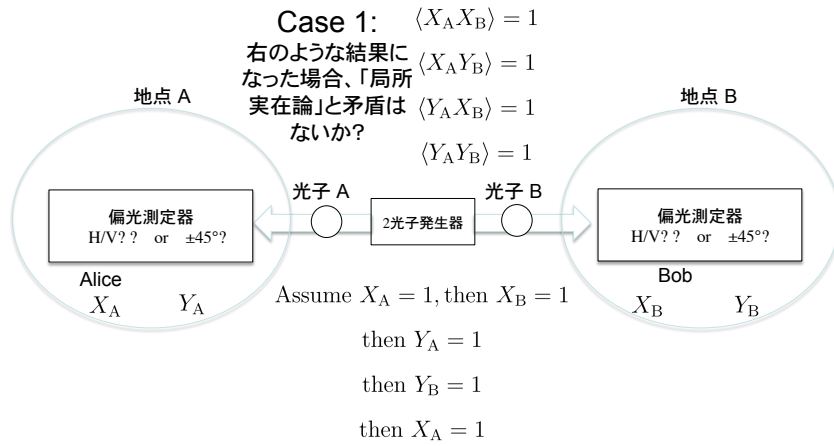 Case 1:
右のような結果に
なった場合、「局所
実在論」と矛盾は
ないか?
⟨X_A X_B⟩ = 1
⟨X_A Y_B⟩ = 1
⟨Y_A X_B⟩ = 1
⟨Y_A Y_B⟩ = 1
地点 A
地点 B
光子 A
光子 B
偏光測定器
H/V? ? or ±45°?
2光子発生器
偏光測定器
H/V? ? or ±45°?
Alice
X_A Y_A
Bob
X_B Y_B
Assume X_A = 1, then X_B = 1
then Y_A = 1
then Y_B = 1
then X_A = 1